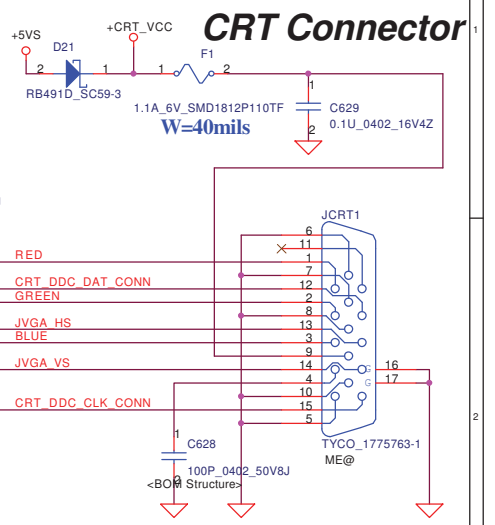 CRT Connector
1
+5VS
+CRT_VCC
D21
F1
2
1
1
2
RB491D_SC59-3
1
1.1A_6V_SMD1812P110TF
C629
W=40mils
2
0.1U_0402_16V4Z
JCRT1
6
11
RED
1
7
CRT_DDC_DAT_CONN
12
GREEN
2
8
JVGA_HS
13
BLUE
3
9
JVGA_VS
14
G
16
4
G
17
10
CRT_DDC_CLK_CONN
15
5
2
1
C628
TYCO_1775763-1
ME@
100P_0402_50V8J
2
<BOM Structure>